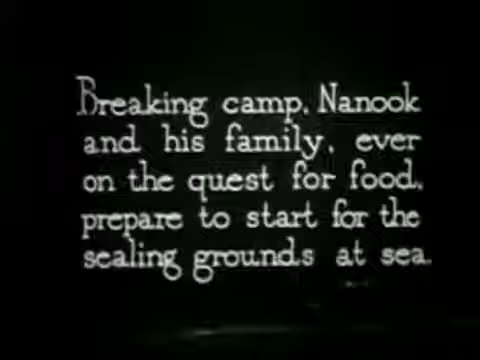 Breaking camp, Nanook
and his family, ever
on the quest for food,
prepare to start for the
sealing grounds at sea.